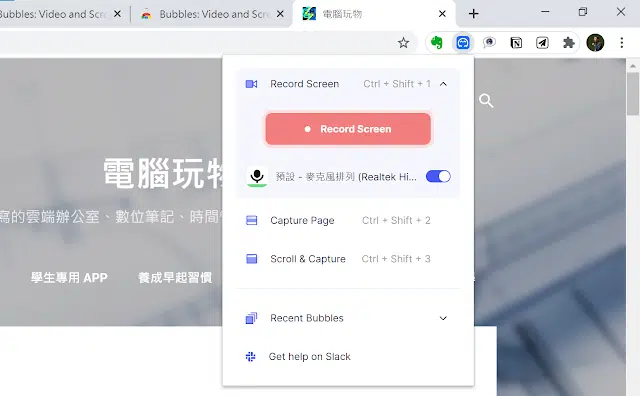 Bubbles: Video and Scr
Bubbles: Video and Scre
電腦玩物
Record Screen Ctrl + Shift + 1
Record Screen
預設 - 麥克風排列 (Realtek Hi...
Capture Page Ctrl + Shift + 2
Scroll & Capture Ctrl + Shift + 3
Recent Bubbles
Get help on Slack
電腦玩物
寫的雲端辦公室、數位筆記、時間
學生專用 APP 養成早起習慣